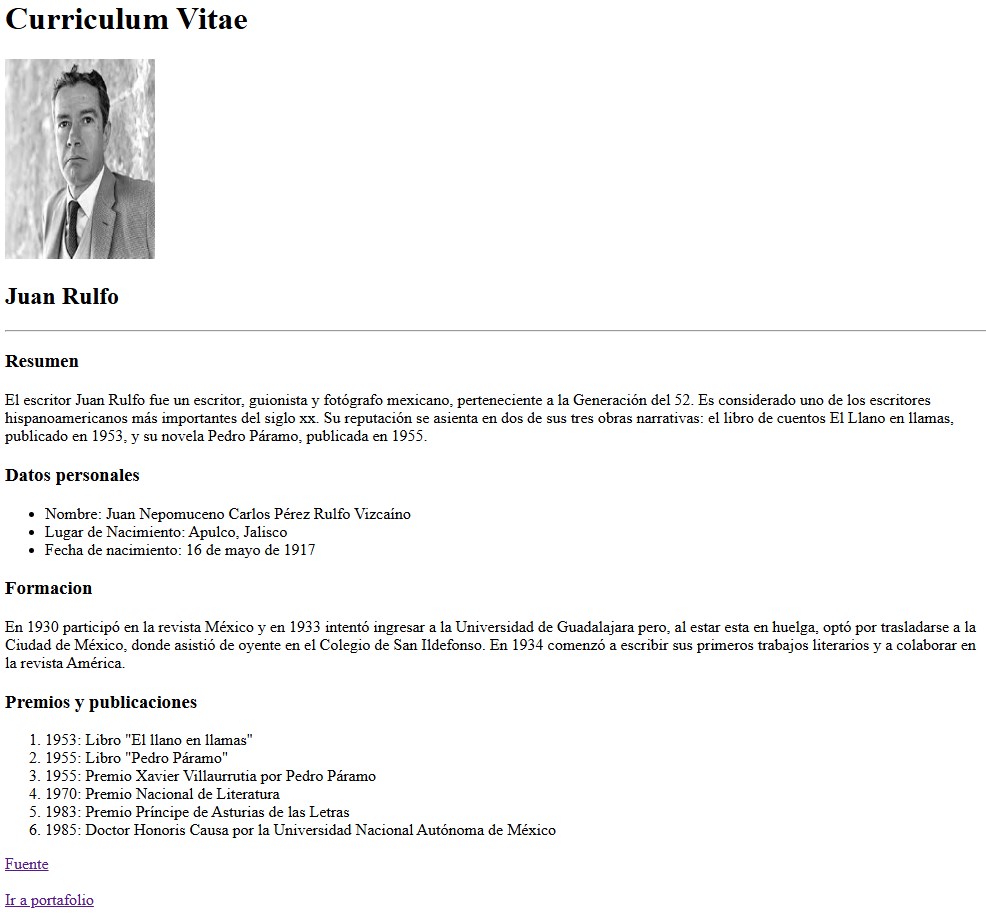 Curriculum Vitae
Juan Rulfo
Resumen
El escritor Juan Rulfo fue un escritor, guionista y fotógrafo mexicano, perteneciente a la Generación del 52. Es considerado uno de los escritores
hispanoamericanos más importantes del siglo xx. Su reputación se asienta en dos de sus tres obras narrativas: el libro de cuentos El Llano en llamas,
publicado en 1953, y su novela Pedro Páramo, publicada en 1955.
Datos personales
• Nombre: Juan Nepomuceno Carlos Pérez Rulfo Vizcaíno
• Lugar de Nacimiento: Apulco, Jalisco
• Fecha de nacimiento: 16 de mayo de 1917
Formacion
En 1930 participó en la revista México y en 1933 intentó ingresar a la Universidad de Guadalajara pero, al estar esta en huelga, optó por trasladarse a la
Ciudad de México, donde asistió de oyente en el Colegio de San Ildefonso. En 1934 comenzó a escribir sus primeros trabajos literarios y a colaborar en
la revista América.
Premios y publicaciones
1. 1953: Libro "El llano en llamas"
2. 1955: Libro "Pedro Páramo"
3. 1955: Premio Xavier Villaurrutia por Pedro Páramo
4. 1970: Premio Nacional de Literatura
5. 1983: Premio Príncipe de Asturias de las Letras
6. 1985: Doctor Honoris Causa por la Universidad Nacional Autónoma de México
Fuente
Ir a portafolio